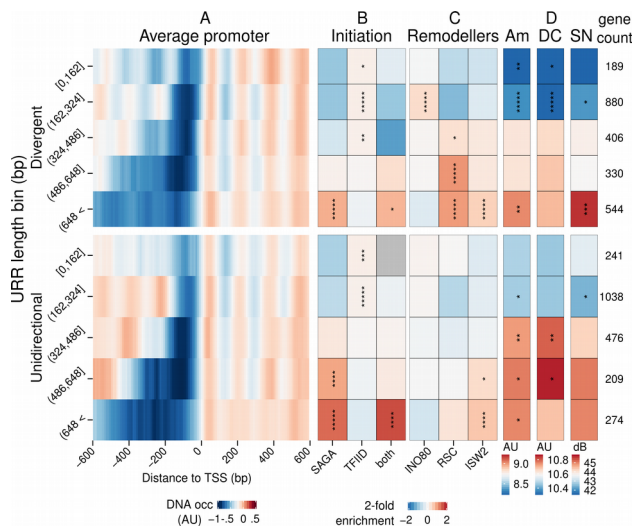 A
B
C
D
Average promoter
Initiation
Remodellers
Am
DC
SN
gene
count
URR length bin (bp)
Divergent
[0,162]
(162,324]
(324,486]
(486,648]
(648 <
189
880
406
330
544
Unidirectional
[0,162]
(162,324]
(324,486]
(486,648]
(648 <
241
1038
476
209
274
-600 -400 -200 0 200 400 600
Distance to TSS (bp)
SAGA
TFIID
both
INO80
RSC
ISW2
DNA occ
(AU)
-1 -.5 0 .5
2-fold
enrichment
-2 0 2
AU
9.0
8.5
AU
10.8
10.6
10.4
dB
45
44
43
42